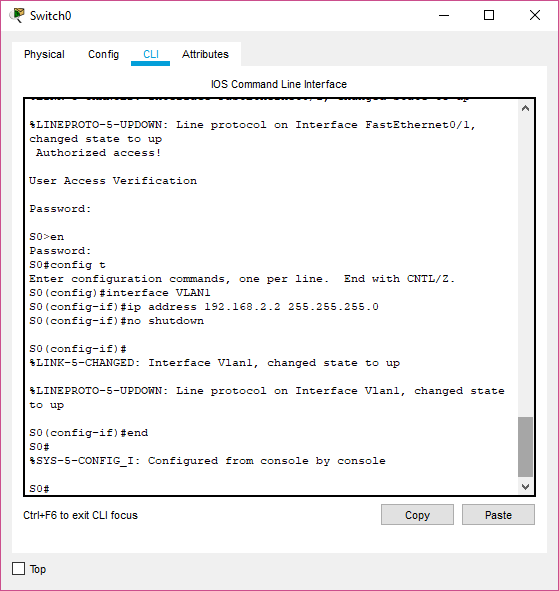 Switch0
Physical Config CLI Attributes
IOS Command Line Interface
%LINEPROTO-5-UPDOWN: Line protocol on Interface FastEthernet0/1,
changed state to up
Authorized access!
User Access Verification
Password:
S0>en
Password:
S0#config t
Enter configuration commands, one per line.  End with CNTL/Z.
S0(config)#interface VLAN1
S0(config-if)#ip address 192.168.2.2 255.255.255.0
S0(config-if)#no shutdown
S0(config-if)#
%LINK-5-CHANGED: Interface Vlan1, changed state to up
%LINEPROTO-5-UPDOWN: Line protocol on Interface Vlan1, changed state
to up
S0(config-if)#end
S0#
%SYS-5-CONFIG_I: Configured from console by console
S0#
Ctrl+F6 to exit CLI focus
Copy Paste
Top